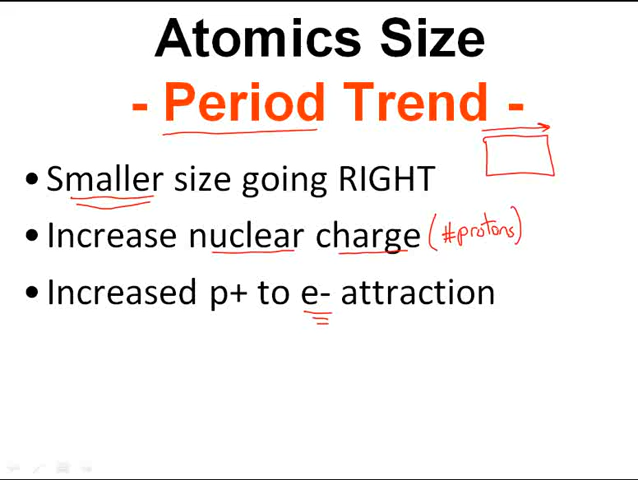 Atomics Size
- Period Trend -
• Smaller size going RIGHT
• Increase nuclear charge (#protons)
• Increased p+ to e- attraction